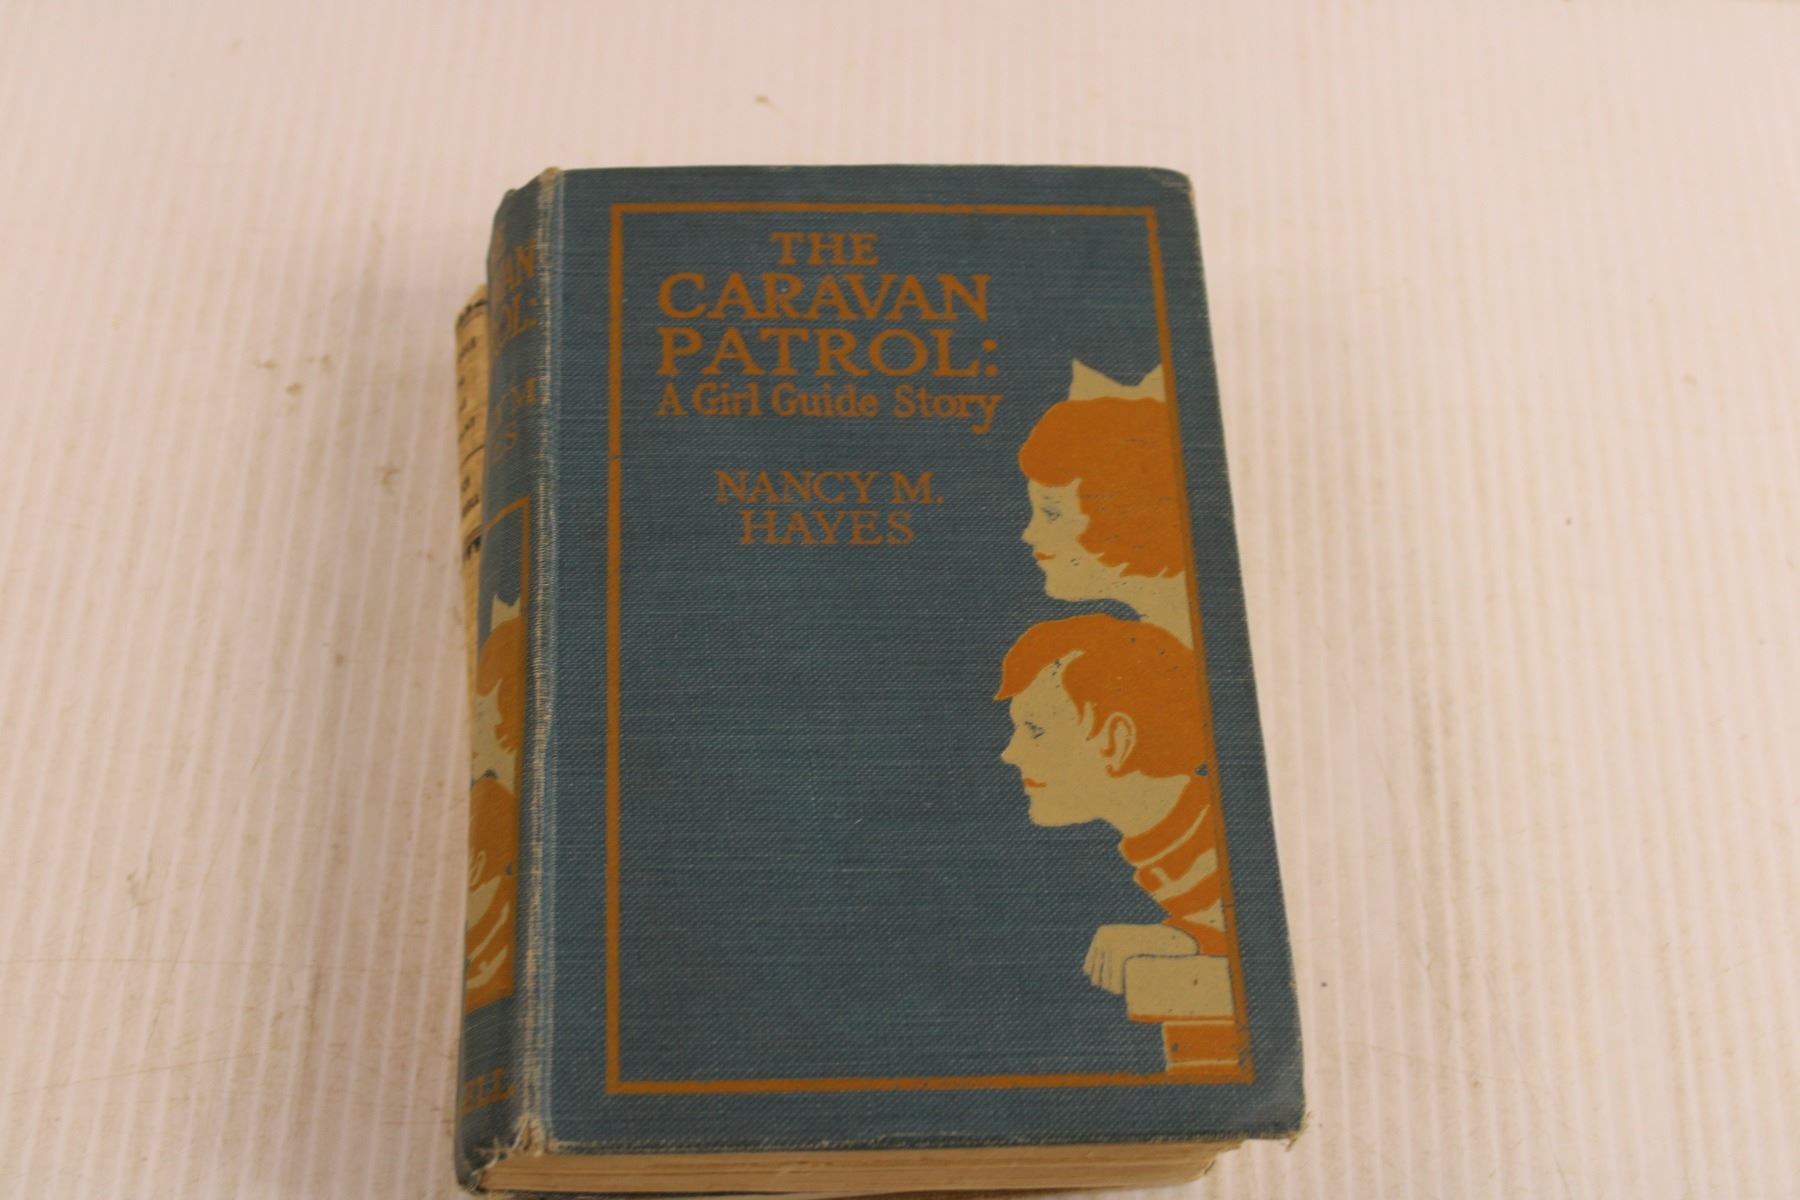 THE
CARAVAN
PATROL:
A Girl Guide Story
NANCY M.
HAYES